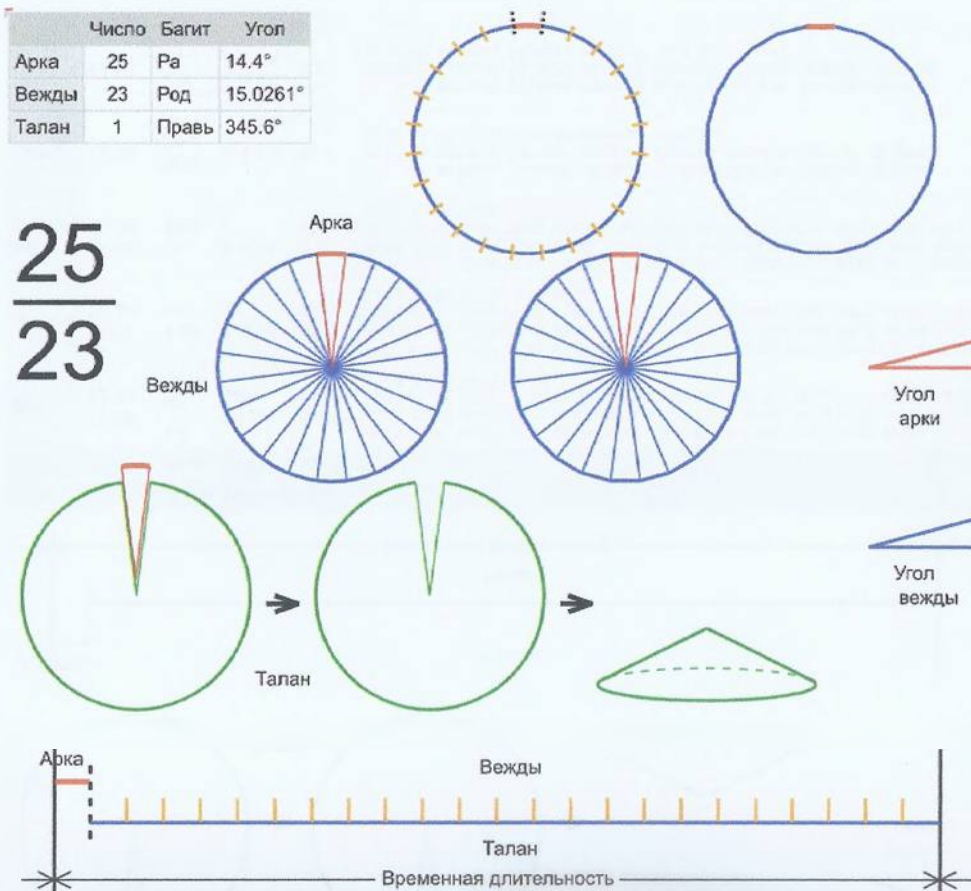 Число Багит Угол
Арка 25 Ра 14.4°
Вежды 23 Род 15.0261°
Талан 1 Правь 345.6°
25
23
Арка
Вежды
Угол
арки
Угол
вежды
Талан
Арка
Вежды
Талан
Временная длительность